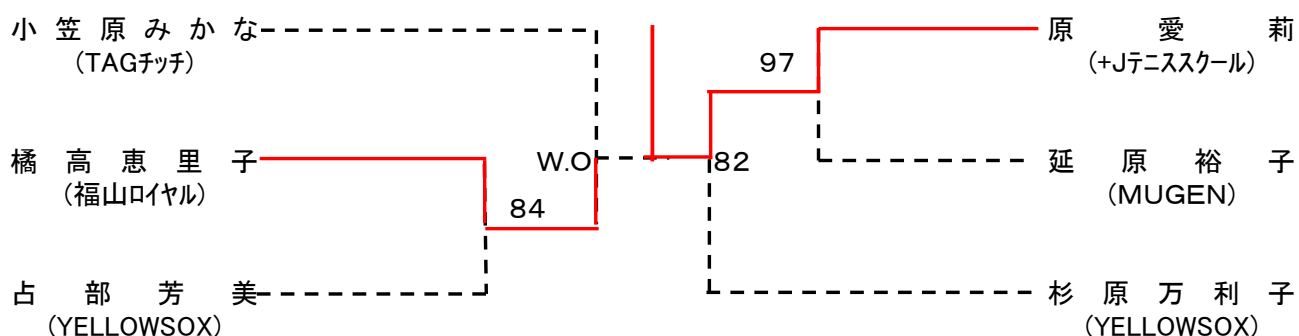 小笠原みかな
(TAGチッチ)
橘高恵里子
(福山ロイヤル)
占部芳美
(YELLOWSOX)
W.O
84
97
82
原愛莉
(+Jテニススクール)
延原裕子
(MUGEN)
杉原万利子
(YELLOWSOX)